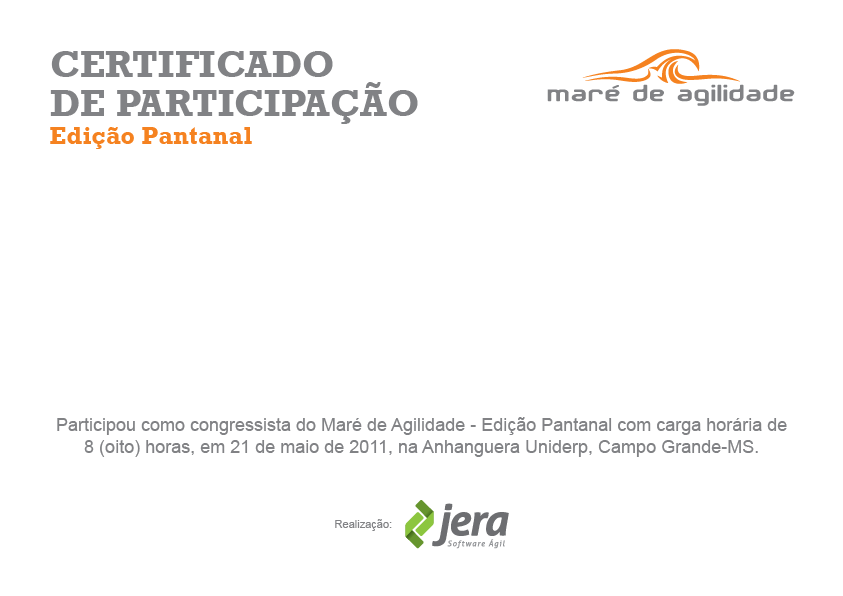 CERTIFICADO
DE PARTICIPAÇÃO
Edição Pantanal
maré de agilidade
Participou como congressista do Maré de Agilidade - Edição Pantanal com carga horária de
8 (oito) horas, em 21 de maio de 2011, na Anhanguera Uniderp, Campo Grande-MS.
Realização:
jera
Software Ágil